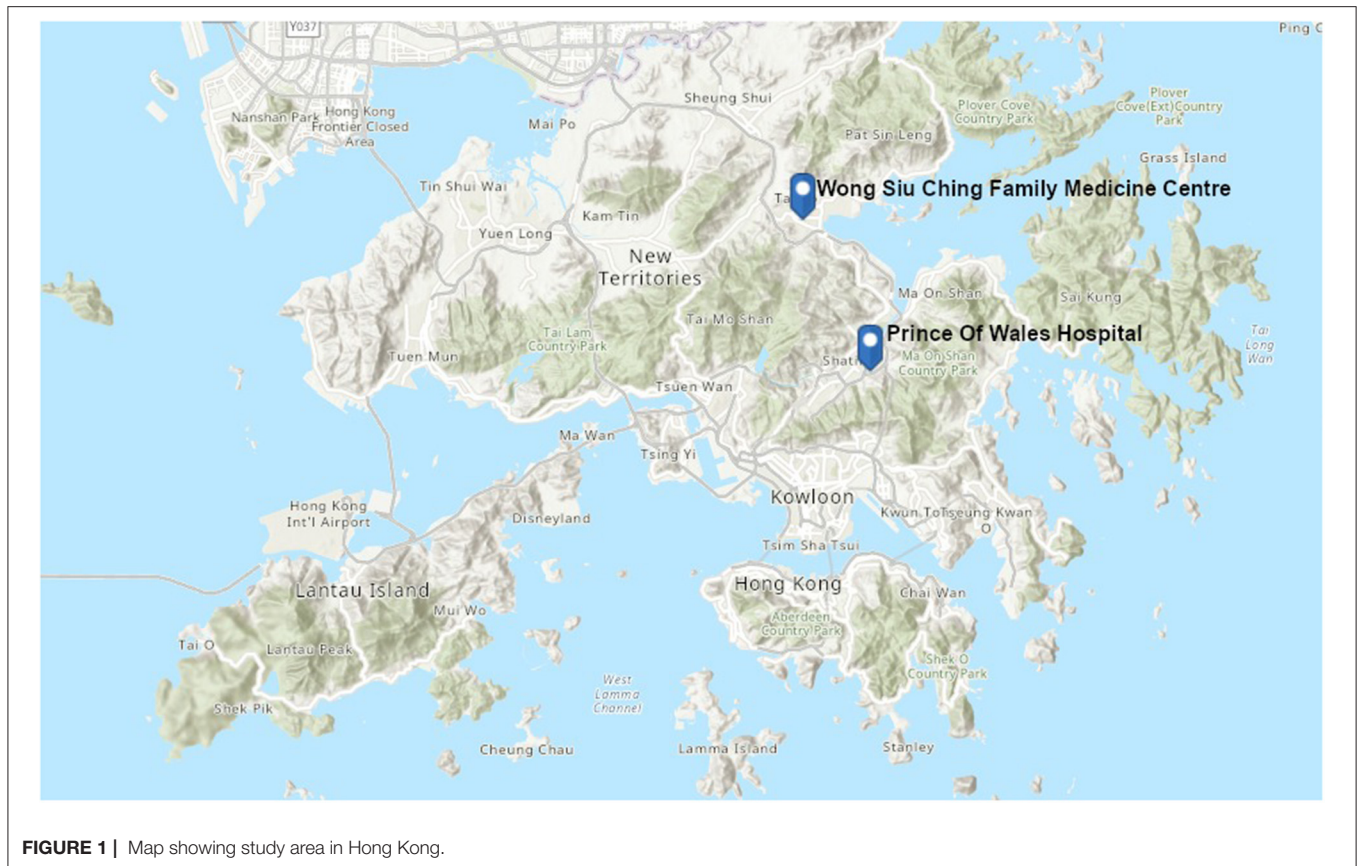 Y037
Ping C
Sheung Shui
Nanshan Park
Hong Kong
Frontier Closed
Area
Mai Po
Plover Cove
Country Park
Plover
Cove(Ext)Country
Park
Pat Sin Leng
Grass Island
Tin Shui Wai
Wong Siu Ching Family Medicine Centre
Kam Tin
Yuen Long
New
Territories
Ma On Shan
Sai Kung
Tai Mo Shan
Tai Lam
Country Park
Prince Of Wales Hospital
Tai
Long
Wan
Tuen Mun
Ma On Shan
Country Park
Tsuen Wan
Ma Wan
Tsing Yi
Kowloon
Hong Kong
Int'l Airport
Disneyland
Kwun To
Tseung Kwan
O
Tsim Sha Tsui
Lantau Island
Hong Kong
Chai Wan
Mui Wo
Aberdeen
Country Park
Tai O
Lantau Peak
Shek O
Country Park
West
Lamma
Channel
Shek Pik
Cheung Chau
Lamma Island
Stanley
FIGURE 1 | Map showing study area in Hong Kong.